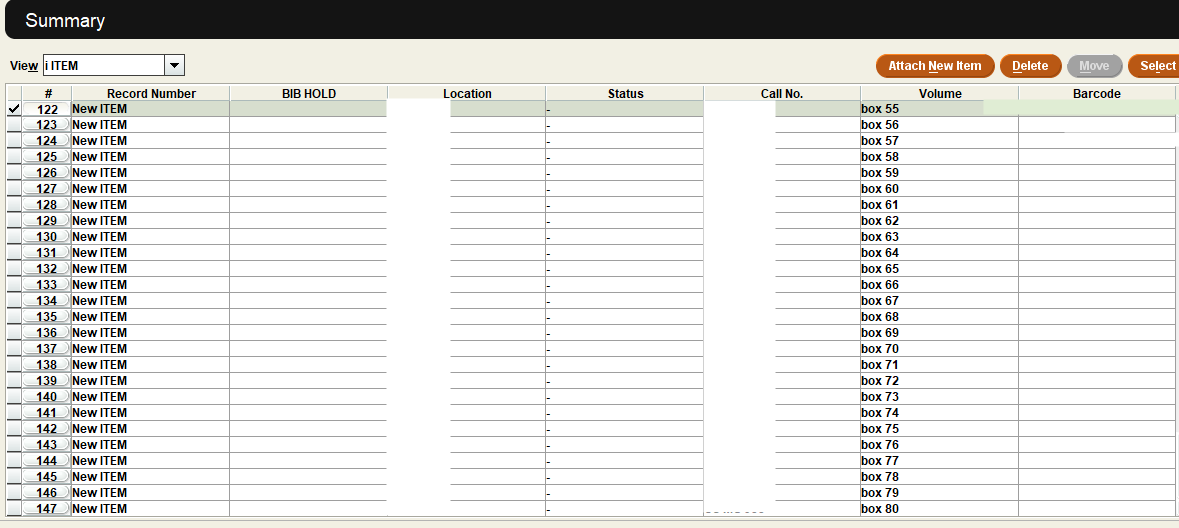 Summary
View i ITEM Attach New Item Delete Move Select
# Record Number BIB HOLD Location Status Call No. Volume Barcode
122 New ITEM - box 55
123 New ITEM - box 56
124 New ITEM - box 57
125 New ITEM - box 58
126 New ITEM - box 59
127 New ITEM - box 60
128 New ITEM - box 61
129 New ITEM - box 62
130 New ITEM - box 63
131 New ITEM - box 64
132 New ITEM - box 65
133 New ITEM - box 66
134 New ITEM - box 67
135 New ITEM - box 68
136 New ITEM - box 69
137 New ITEM - box 70
138 New ITEM - box 71
139 New ITEM - box 72
140 New ITEM - box 73
141 New ITEM - box 74
142 New ITEM - box 75
143 New ITEM - box 76
144 New ITEM - box 77
145 New ITEM - box 78
146 New ITEM - box 79
147 New ITEM - box 80